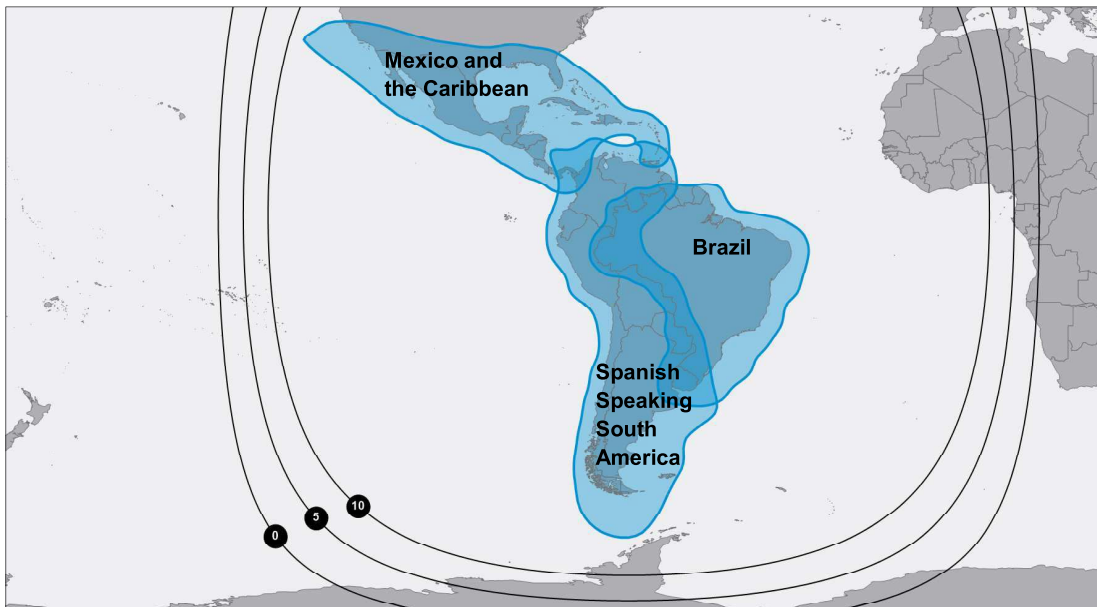 Mexico and
the Caribbean
Brazil
Spanish
Speaking
South
America
10
5
0